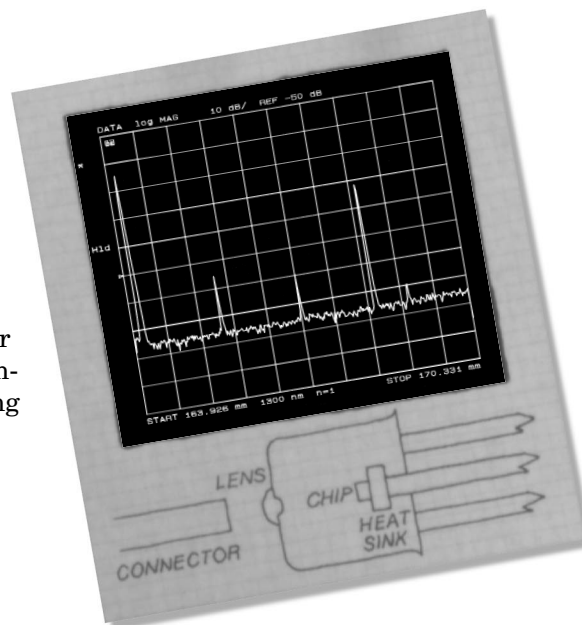 DATA log MAG 10 dB/ REF -50 dB
Hld
START 163.926 mm 1300 nm n=1 STOP 170.331 mm
r
n-
ng
LENS
CHIP
HEAT
SINK
CONNECTOR